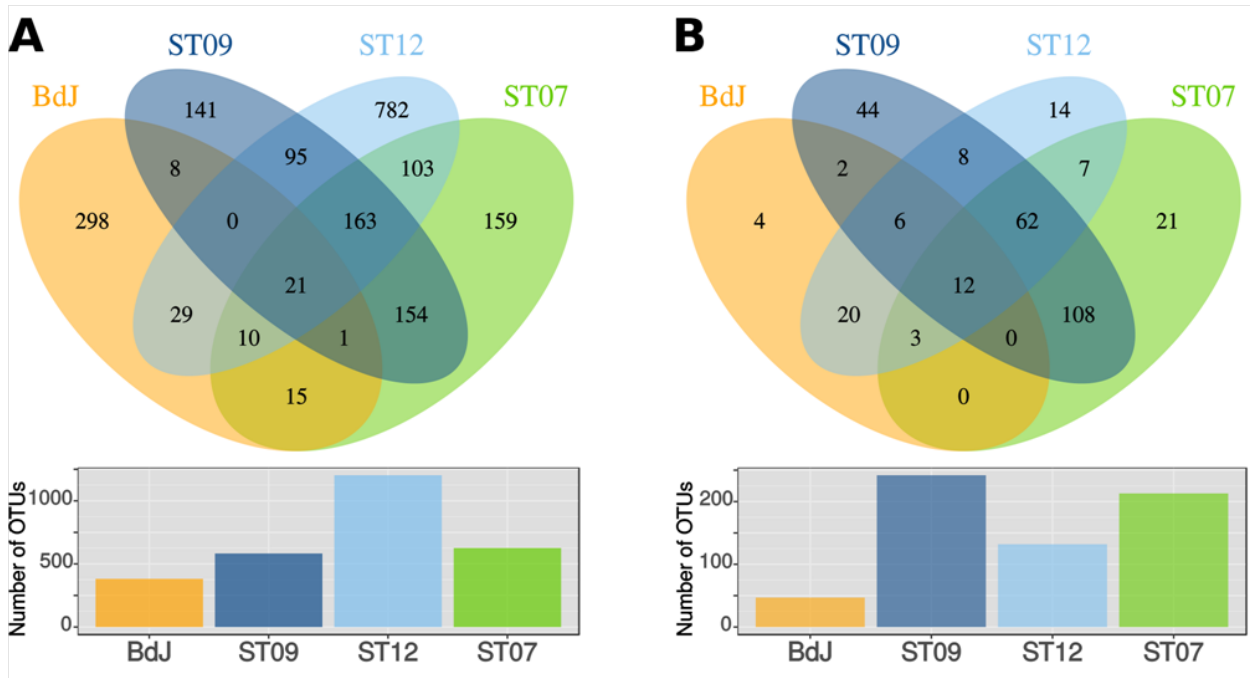 A
ST09 ST12
BdJ ST07
141 782
8 95 103
298 0 163 159
21
29 154
10 1
15
Number of OTUs
1000
500
0
BdJ ST09 ST12 ST07
B
ST09 ST12
BdJ ST07
44 14
2 8 7
4 6 62 21
12
20 108
3 0
0
Number of OTUs
200
100
0
BdJ ST09 ST12 ST07